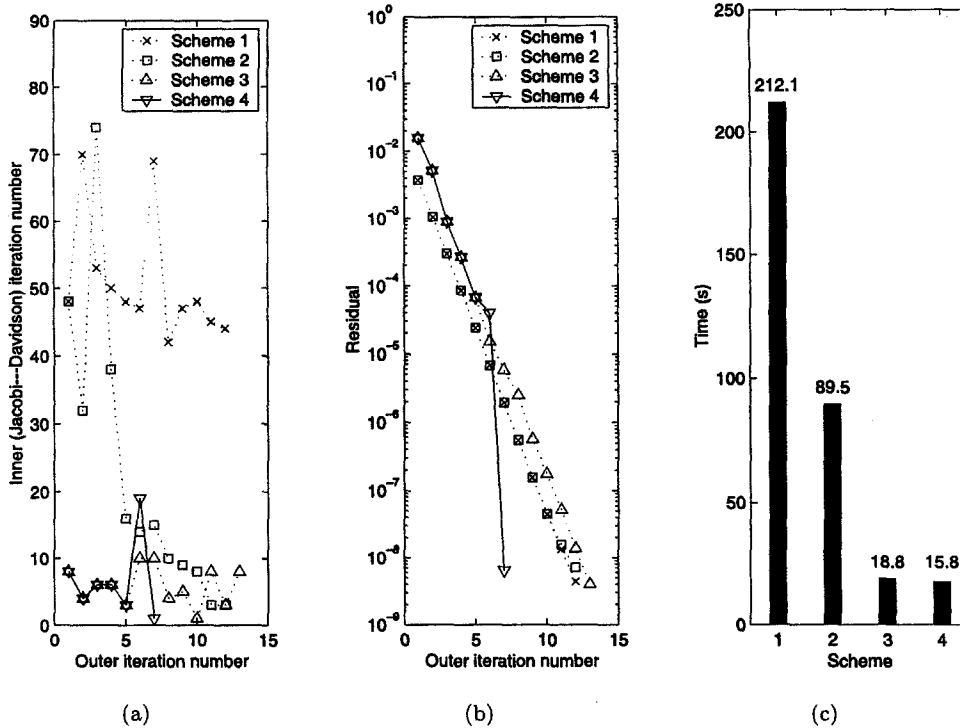 90
80
70
60
50
40
30
20
10
0
Inner (Jacobi---Davidson) iteration number
Scheme 1
Scheme 2
Scheme 3
Scheme 4
0 5 10 15
Outer iteration number
(a)
10^0
10^-1
10^-2
10^-3
10^-4
10^-5
10^-6
10^-7
10^-8
10^-9
Residual
Scheme 1
Scheme 2
Scheme 3
Scheme 4
0 5 10 15
Outer iteration number
(b)
250
200
150
100
50
0
Time (s)
212.1
89.5
18.8
15.8
1 2 3 4
Scheme
(c)